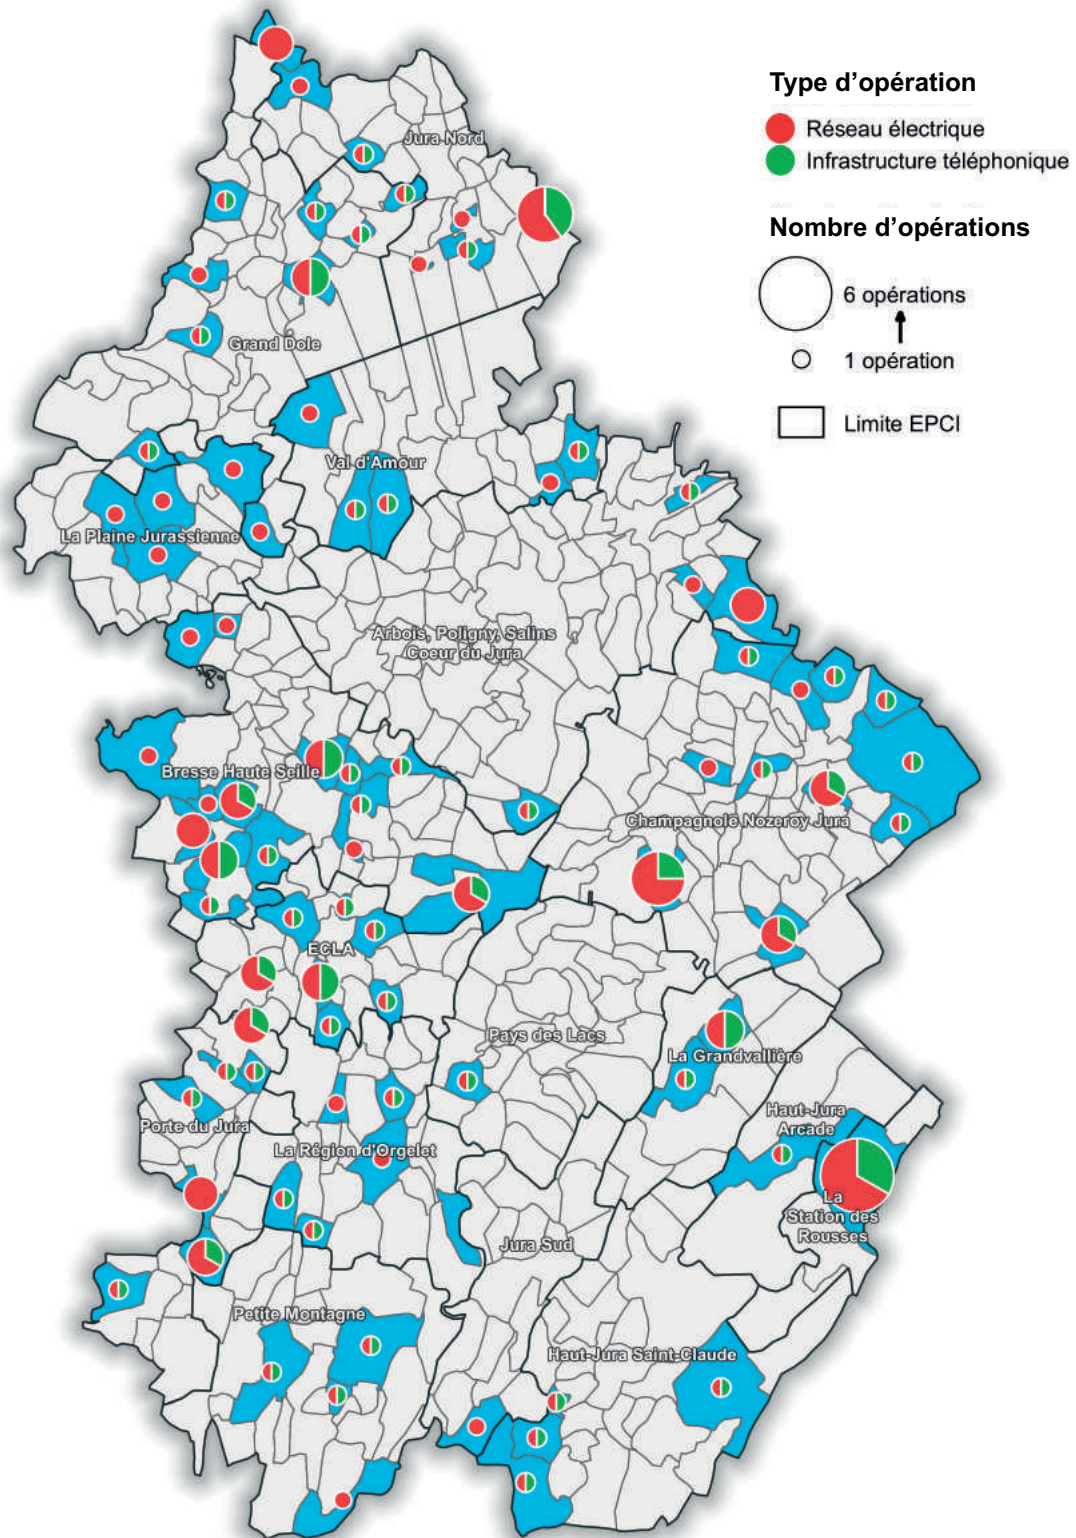 Type d’opération
Réseau électrique
Infrastructure téléphonique
Nombre d’opérations
6 opérations
1 opération
Limite EPCI
Jura Nord
Grand Dole
Val d'Amour
La Plaine Jurassienne
Arbois, Poligny, Salins
Coeur du Jura
Bresse Haute Seille
Champagnole Nozeroy Jura
ECLA
Pays des Lacs
La Grandvallière
Haut-Jura
Arcade
Porte du Jura
La Région d'Orgelet
La
Station des
Rousses
Jura Sud
Petite Montagne
Haut-Jura Saint-Claude